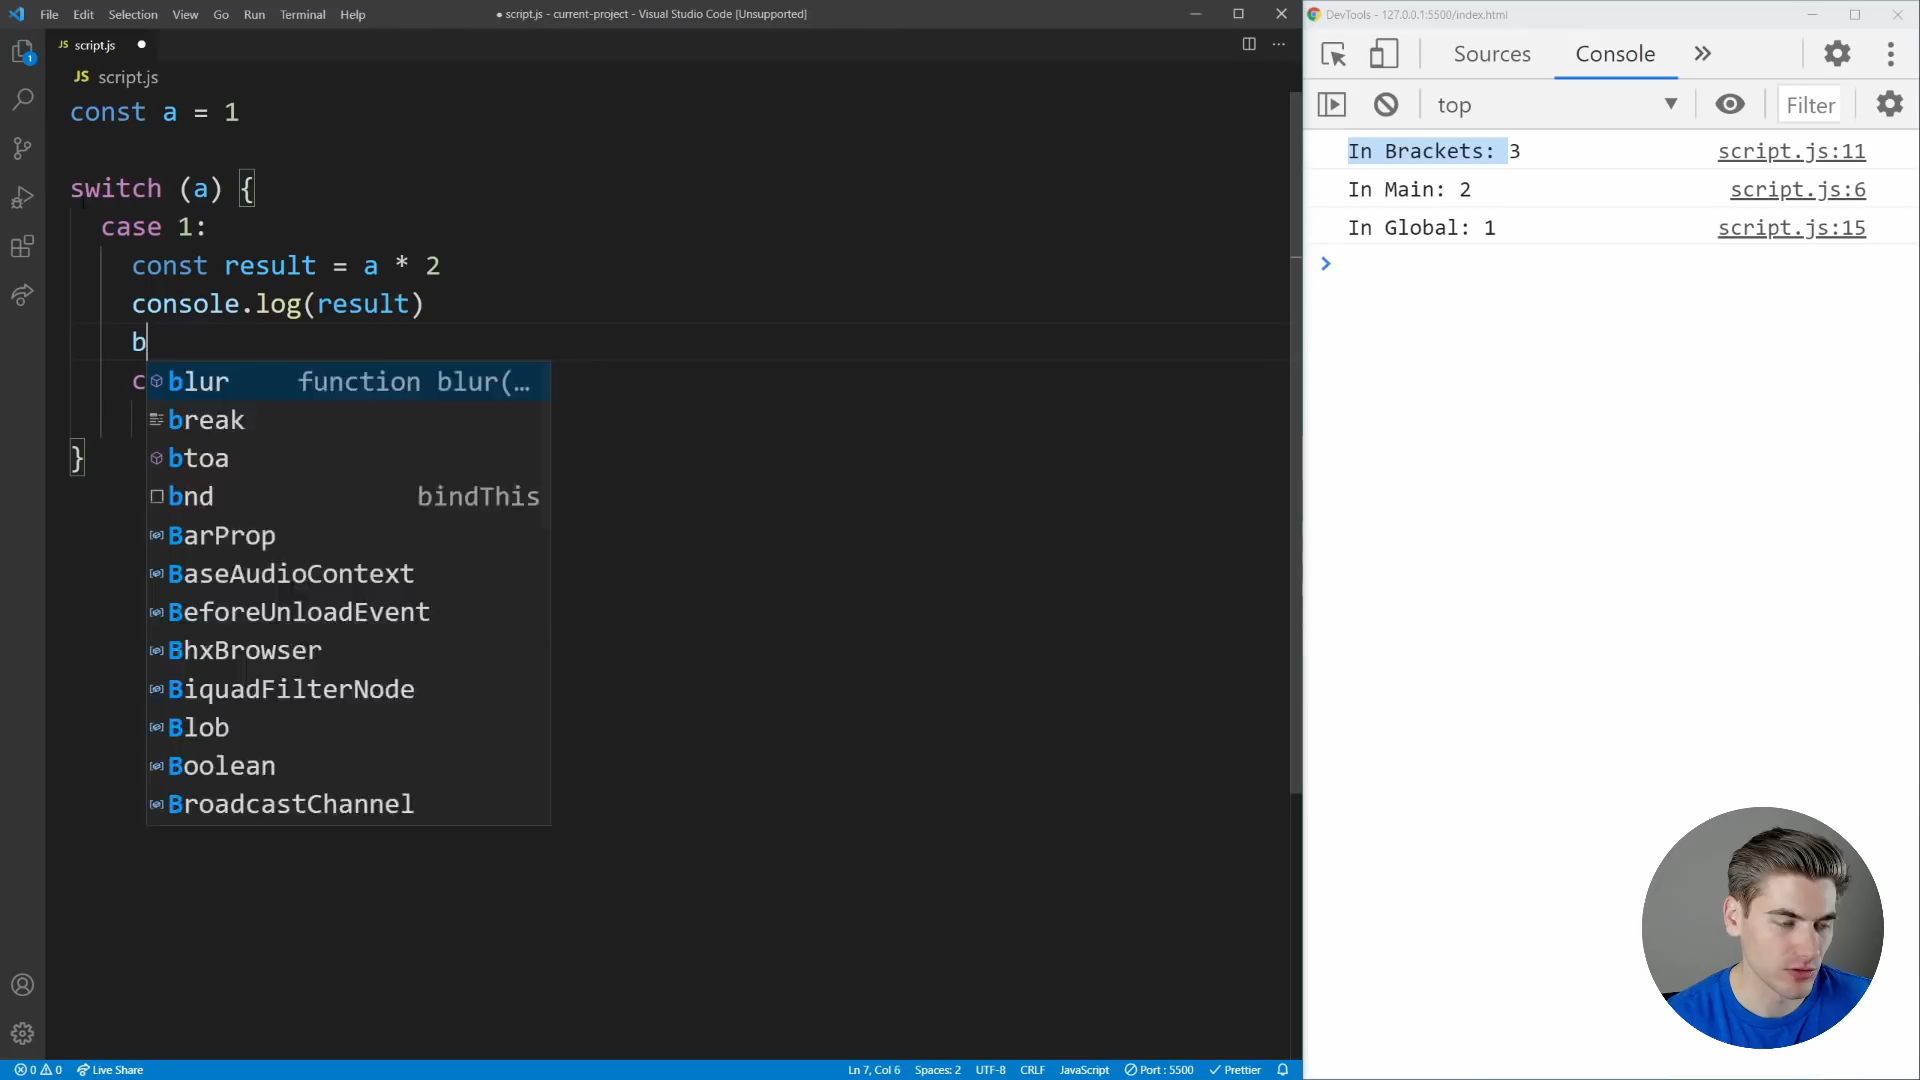 File Edit Selection View Go Run Terminal Help
● script.js - current-project - Visual Studio Code [Unsupported]
JS script.js ●
JS script.js
const a = 1
switch (a) {
case 1:
const result = a * 2
console.log(result)
b
c
}
blur function blur(…
break
btoa
bnd bindThis
BarProp
BaseAudioContext
BeforeUnloadEvent
BhxBrowser
BiquadFilterNode
Blob
Boolean
BroadcastChannel
1
0 0 Live Share
Ln 7, Col 6 Spaces: 2 UTF-8 CRLF JavaScript Port : 5500 Prettier
DevTools - 127.0.0.1:5500/index.html
Sources Console
top Filter
In Brackets: 3 script.js:11
In Main: 2 script.js:6
In Global: 1 script.js:15